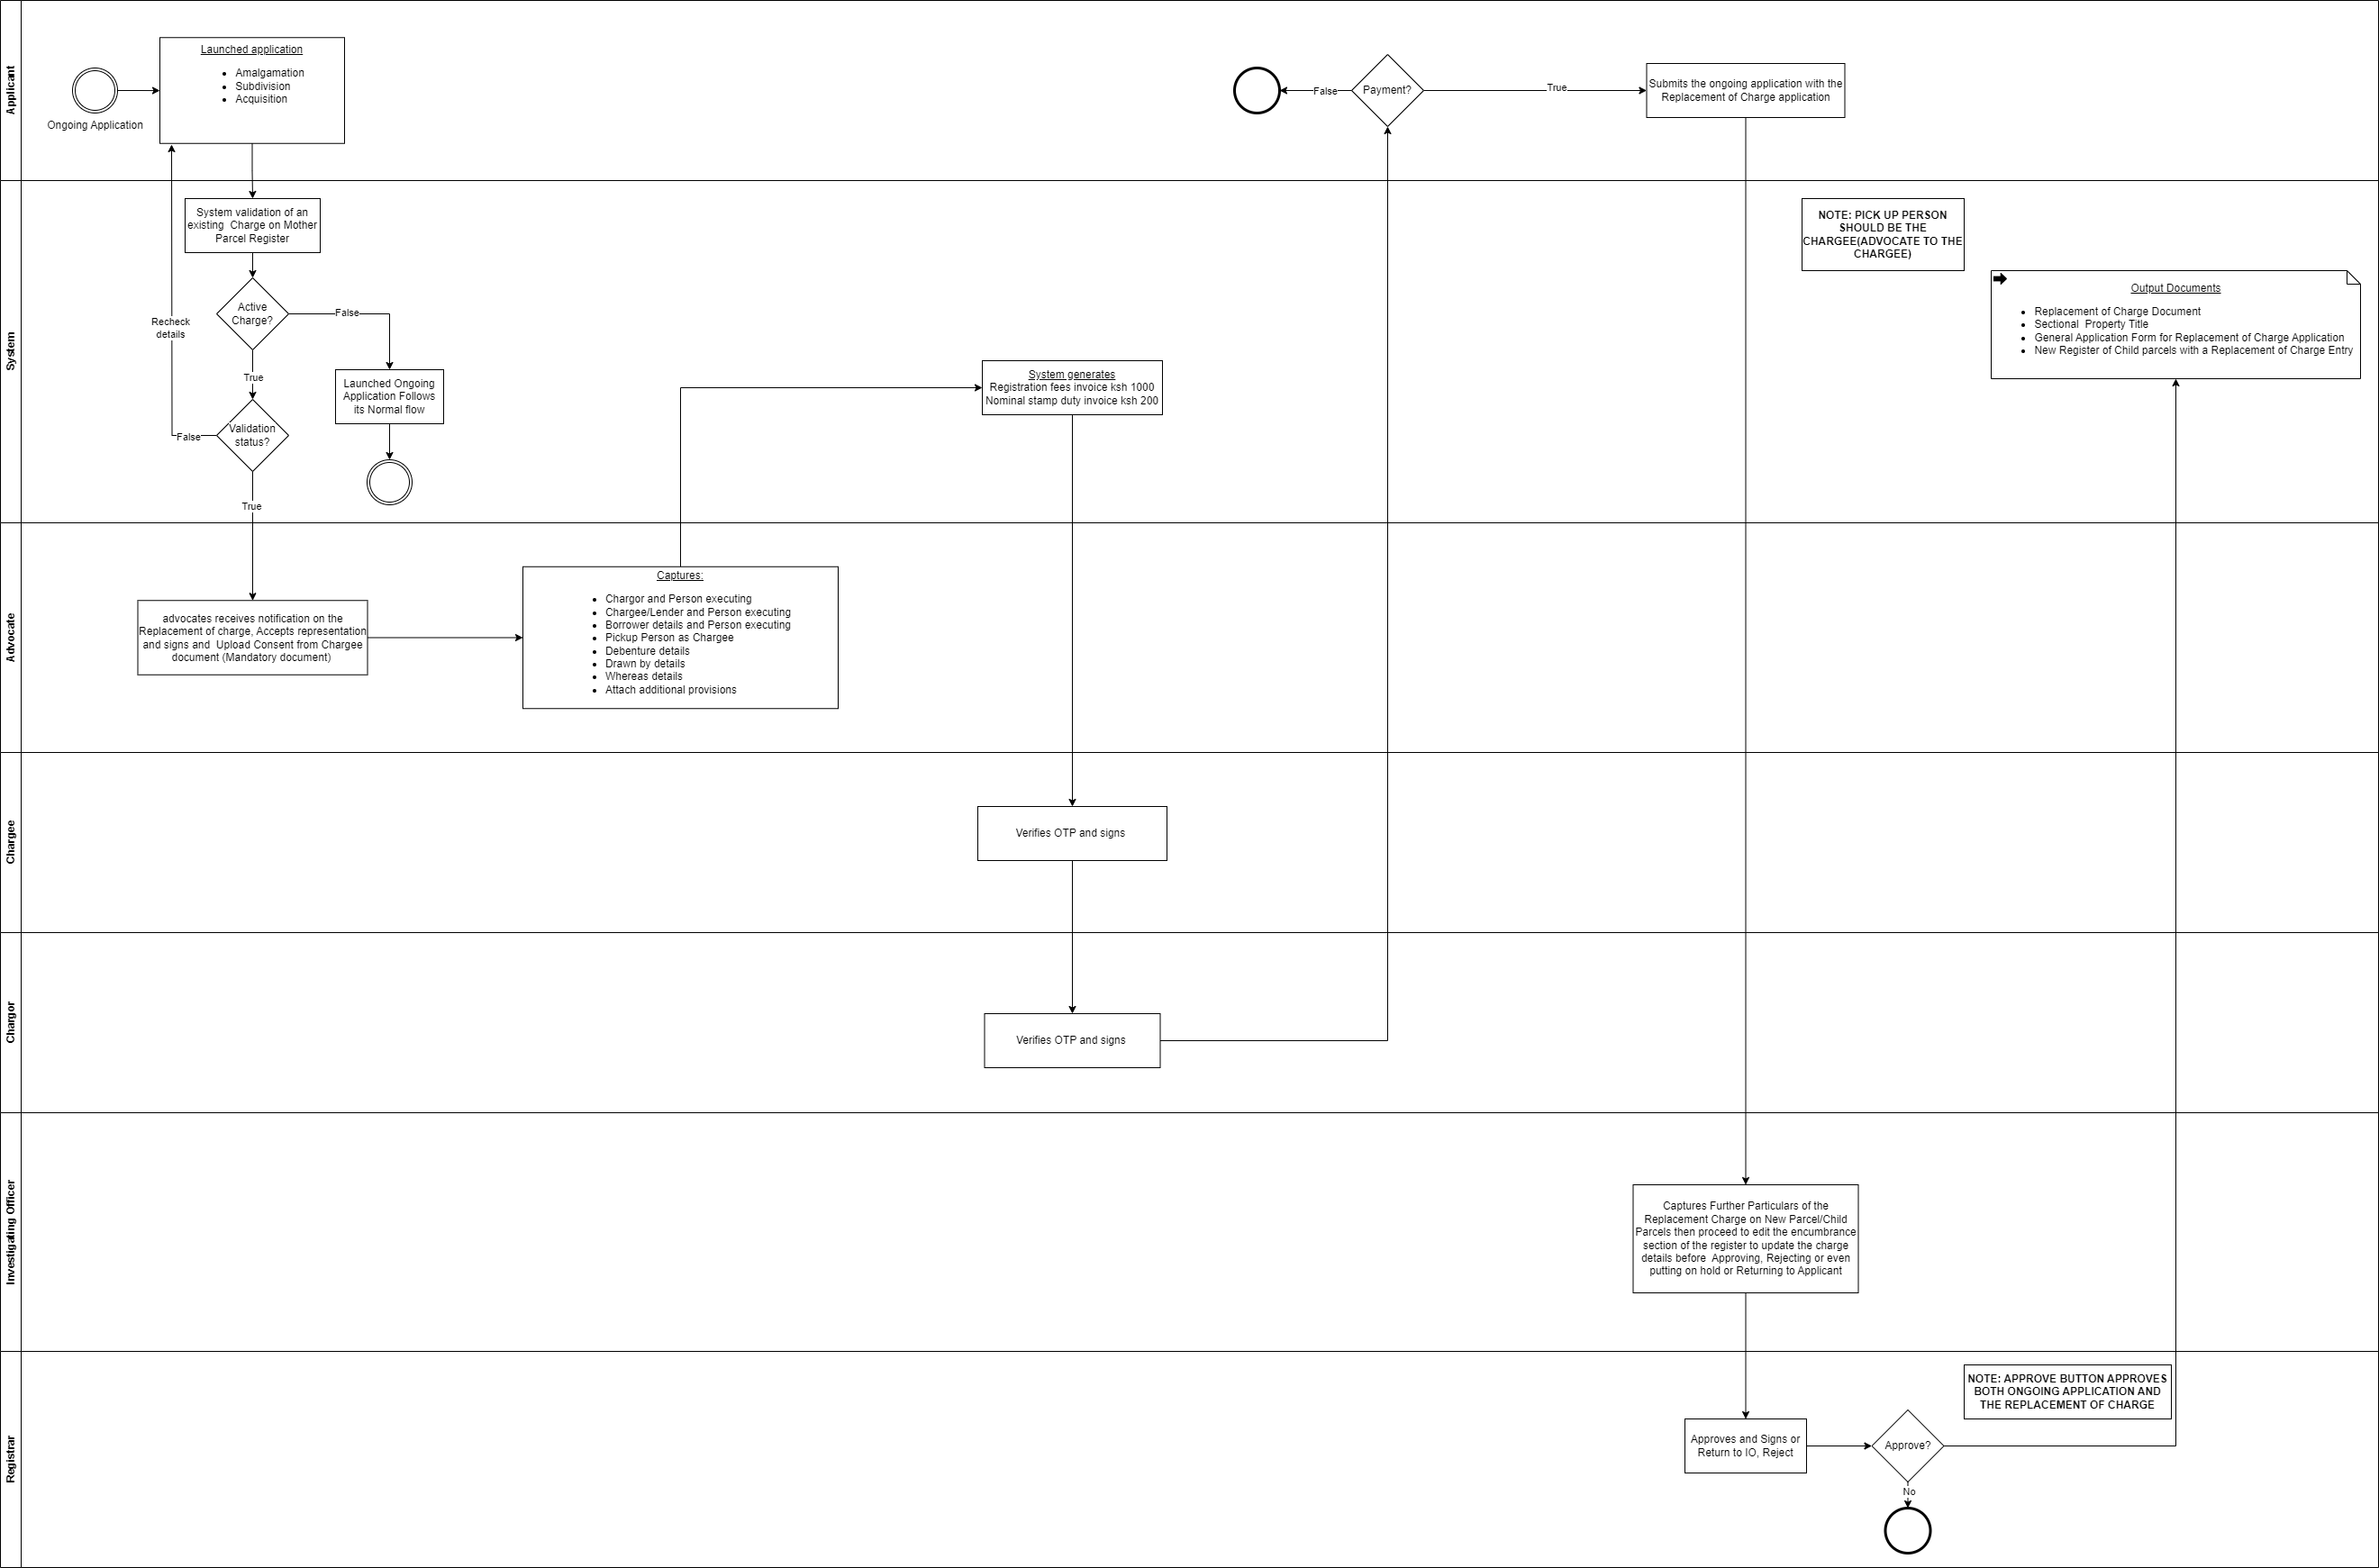 Applicant
Ongoing Application
Launched application
Amalgamation
Subdivision
Acquisition
False
Payment?
True
Submits the ongoing application with the
Replacement of Charge application
System
System validation of an
existing  Charge on Mother
Parcel Register
Active
Charge?
False
Recheck
details
True
Launched Ongoing
Application Follows
its Normal flow
Validation
status?
False
True
System generates
Registration fees invoice ksh 1000
Nominal stamp duty invoice ksh 200
NOTE: PICK UP PERSON
SHOULD BE THE
CHARGEE(ADVOCATE TO THE
CHARGEE)
Output Documents
Replacement of Charge Document
Sectional  Property Title
General Application Form for Replacement of Charge Application
New Register of Child parcels with a Replacement of Charge Entry
Advocate
advocates receives notification on the
Replacement of charge, Accepts representation
and signs and  Upload Consent from Chargee
document (Mandatory document)
Captures:
Chargor and Person executing
Chargee/Lender and Person executing
Borrower details and Person executing
Pickup Person as Chargee
Debenture details
Drawn by details
Whereas details
Attach additional provisions
Chargee
Verifies OTP and signs
Chargor
Verifies OTP and signs
Investigating Officer
Captures Further Particulars of the
Replacement Charge on New Parcel/Child
Parcels then proceed to edit the encumbrance
section of the register to update the charge
details before  Approving, Rejecting or even
putting on hold or Returning to Applicant
Registrar
Approves and Signs or
Return to IO, Reject
Approve?
No
NOTE: APPROVE BUTTON APPROVES
BOTH ONGOING APPLICATION AND
THE REPLACEMENT OF CHARGE